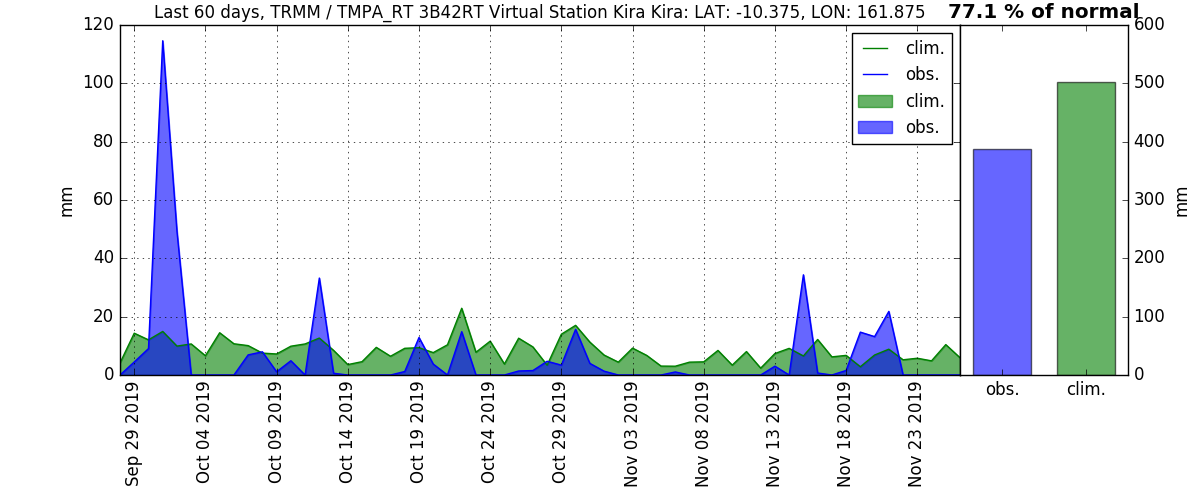 Last 60 days, TRMM / TMPA_RT 3B42RT Virtual Station Kira Kira: LAT: -10.375, LON: 161.875
77.1 % of normal
120
100
80
60
40
20
0
mm
clim.
obs.
clim.
obs.
Sep 29 2019
Oct 04 2019
Oct 09 2019
Oct 14 2019
Oct 19 2019
Oct 24 2019
Oct 29 2019
Nov 03 2019
Nov 08 2019
Nov 13 2019
Nov 18 2019
Nov 23 2019
600
500
400
300
200
100
0
mm
obs.
clim.